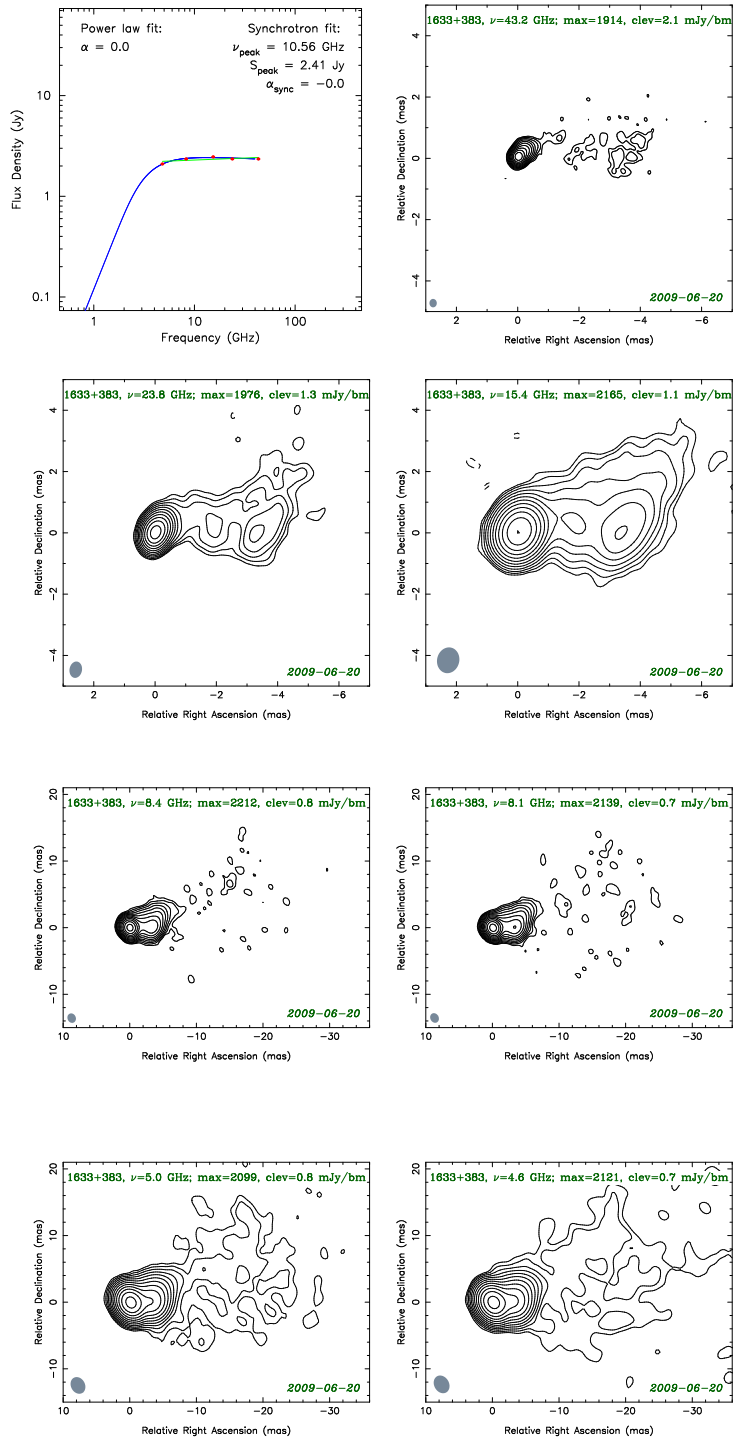 Power law fit:
α = 0.0
Synchrotron fit:
ν_peak = 10.56 GHz
S_peak = 2.41 Jy
α_sync = −0.0
10
1
0.1
Flux Density (Jy)
1 10 100
Frequency (GHz)
1633+383, ν=43.2 GHz; max=1914, clev=2.1 mJy/bm
4
2
0
−2
−4
Relative Declination (mas)
2009-06-20
2 0 −2 −4 −6
Relative Right Ascension (mas)
1633+383, ν=23.8 GHz; max=1976, clev=1.3 mJy/bm
4
2
0
−2
−4
Relative Declination (mas)
2009-06-20
2 0 −2 −4 −6
Relative Right Ascension (mas)
1633+383, ν=15.4 GHz; max=2165, clev=1.1 mJy/bm
4
2
0
−2
−4
Relative Declination (mas)
2009-06-20
2 0 −2 −4 −6
Relative Right Ascension (mas)
1633+383, ν=8.4 GHz; max=2212, clev=0.8 mJy/bm
20
10
0
−10
Relative Declination (mas)
2009-06-20
10 0 −10 −20 −30
Relative Right Ascension (mas)
1633+383, ν=8.1 GHz; max=2139, clev=0.7 mJy/bm
20
10
0
−10
Relative Declination (mas)
2009-06-20
10 0 −10 −20 −30
Relative Right Ascension (mas)
1633+383, ν=5.0 GHz; max=2099, clev=0.8 mJy/bm
20
10
0
−10
Relative Declination (mas)
2009-06-20
10 0 −10 −20 −30
Relative Right Ascension (mas)
1633+383, ν=4.6 GHz; max=2121, clev=0.7 mJy/bm
20
10
0
−10
Relative Declination (mas)
2009-06-20
10 0 −10 −20 −30
Relative Right Ascension (mas)